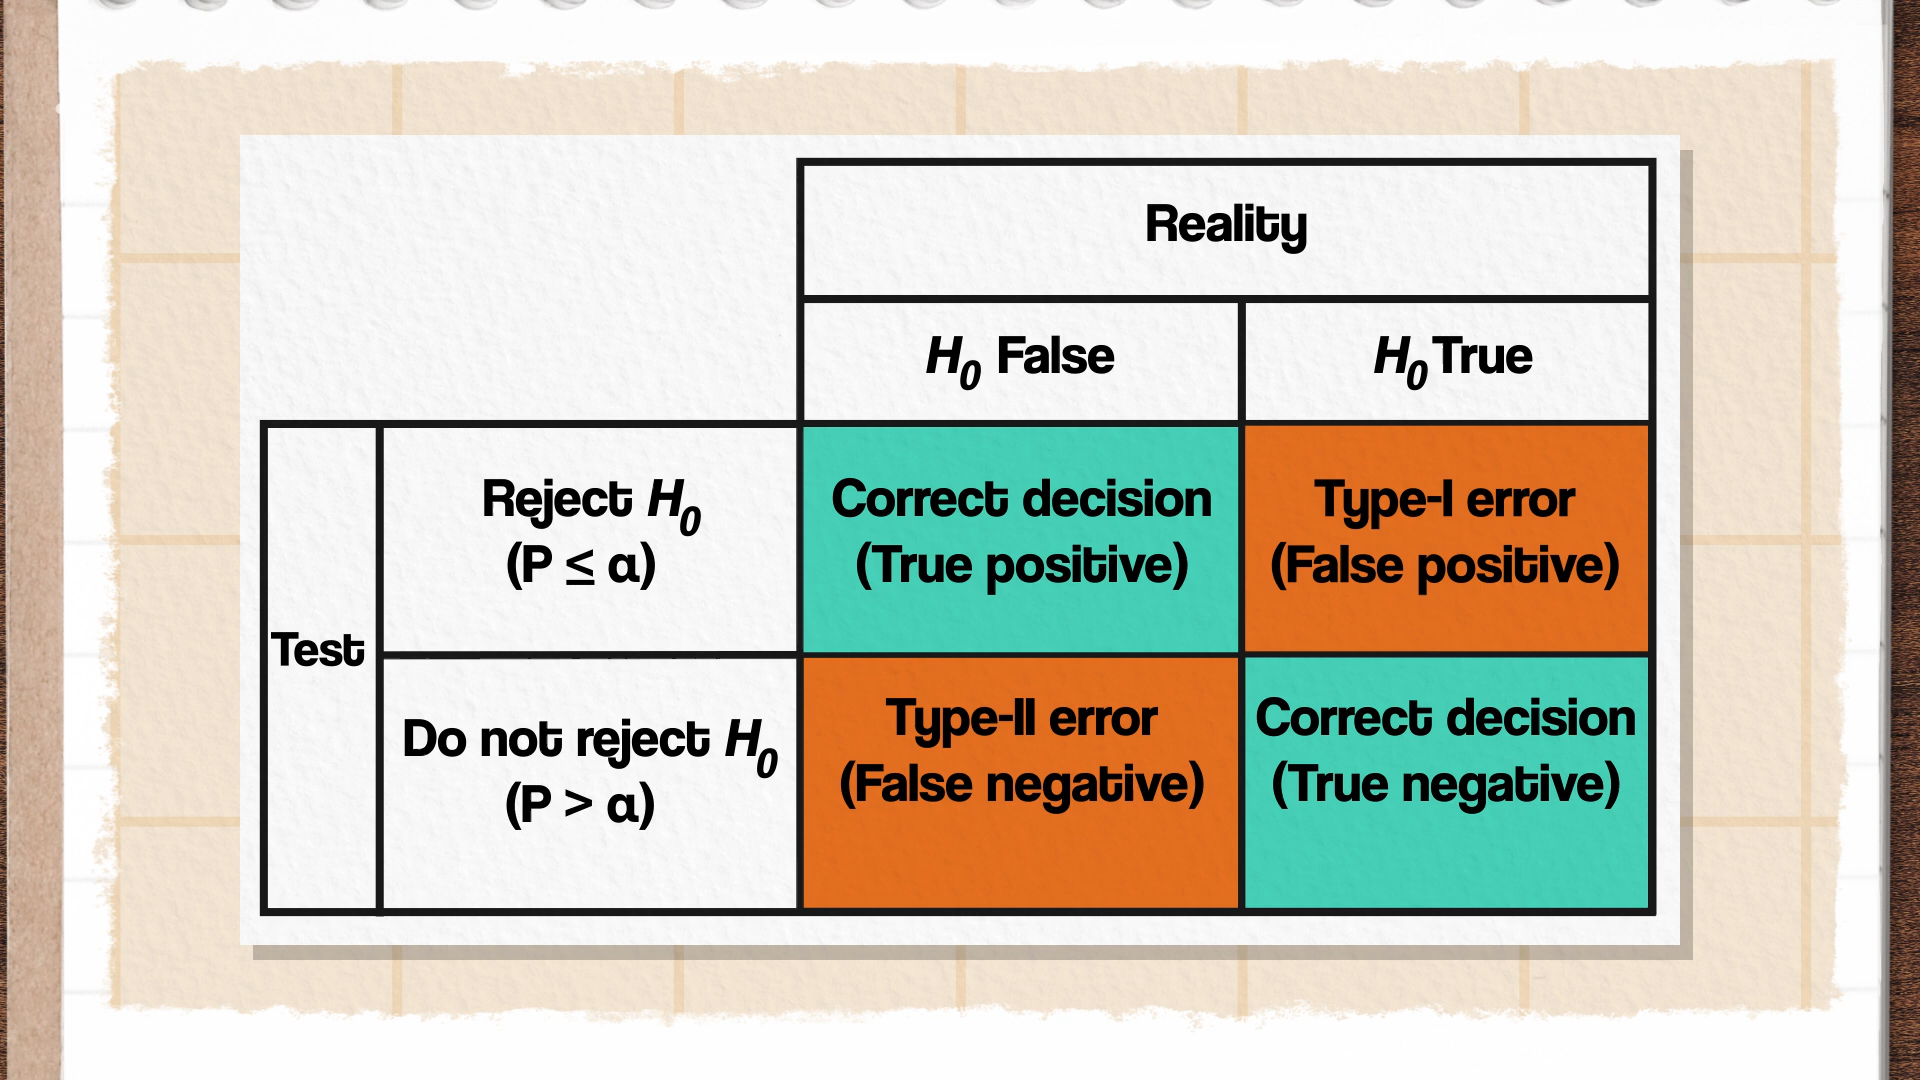 Reality
H₀ False
H₀ True
Test
Reject H₀
(P ≤ α)
Correct decision
(True positive)
Type-I error
(False positive)
Do not reject H₀
(P > α)
Type-II error
(False negative)
Correct decision
(True negative)